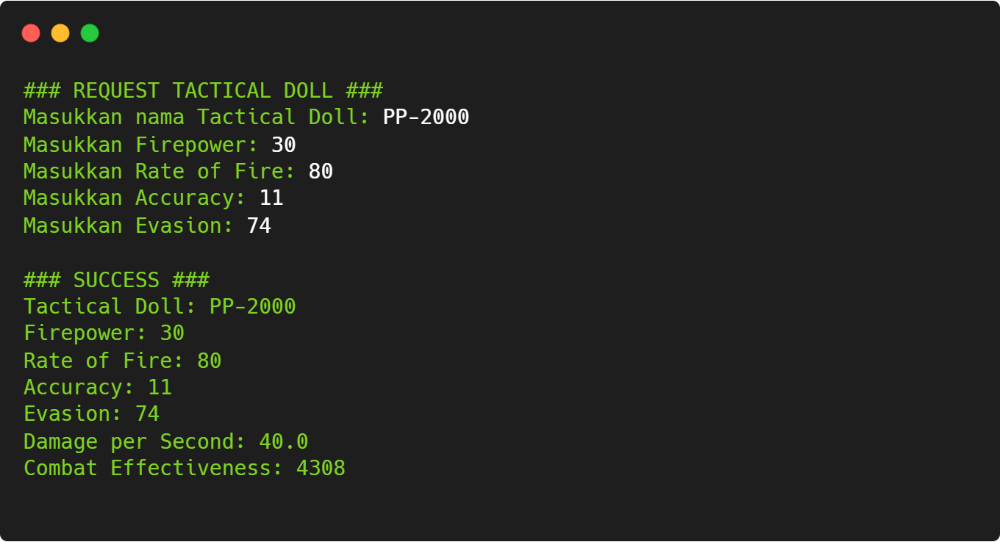 ### REQUEST TACTICAL DOLL ###
Masukkan nama Tactical Doll: PP-2000
Masukkan Firepower: 30
Masukkan Rate of Fire: 80
Masukkan Accuracy: 11
Masukkan Evasion: 74
### SUCCESS ###
Tactical Doll: PP-2000
Firepower: 30
Rate of Fire: 80
Accuracy: 11
Evasion: 74
Damage per Second: 40.0
Combat Effectiveness: 4308